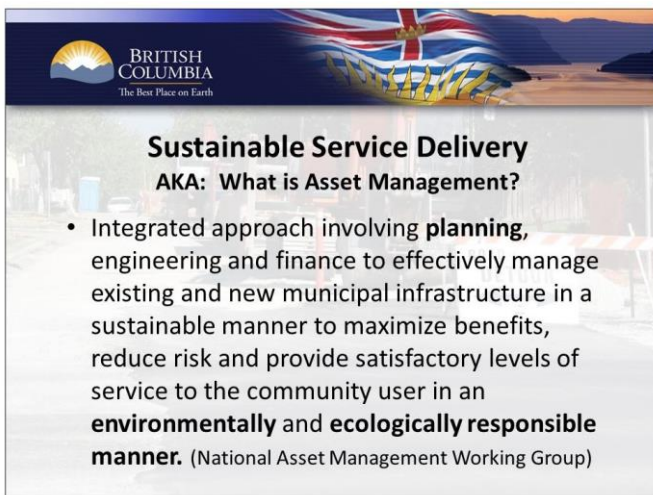 BRITISH
COLUMBIA
The Best Place on Earth
Sustainable Service Delivery
AKA: What is Asset Management?
• Integrated approach involving planning,
engineering and finance to effectively manage
existing and new municipal infrastructure in a
sustainable manner to maximize benefits,
reduce risk and provide satisfactory levels of
service to the community user in an
environmentally and ecologically responsible
manner. (National Asset Management Working Group)